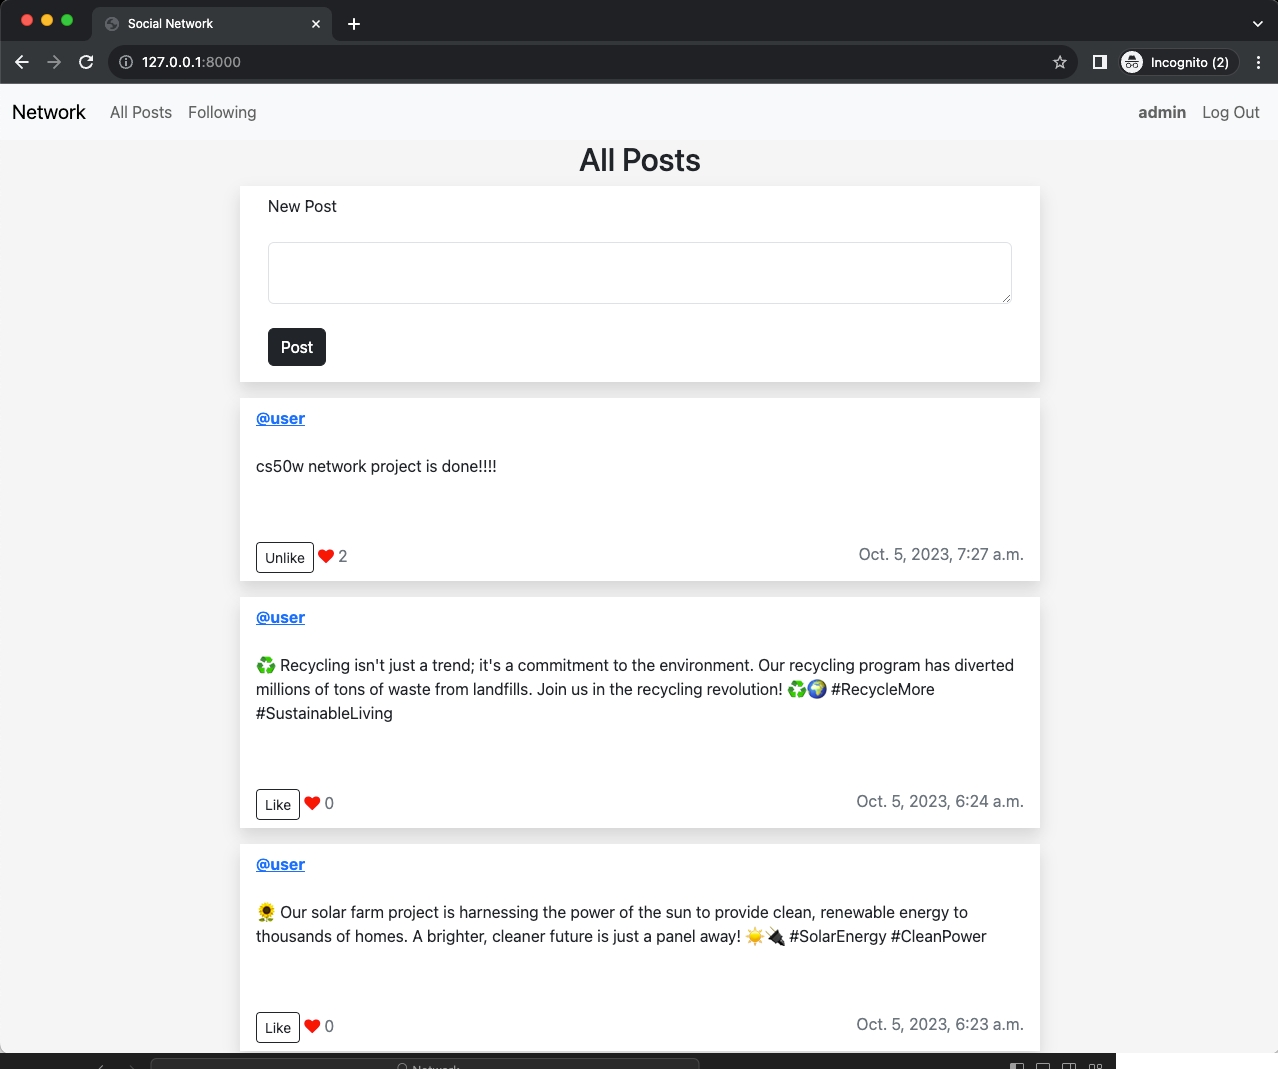 Social Network
127.0.0.1:8000
Incognito (2)
Network All Posts Following admin Log Out
All Posts
New Post
Post
@user
cs50w network project is done!!!!
Unlike ❤ 2 Oct. 5, 2023, 7:27 a.m.
@user
♻️ Recycling isn't just a trend; it's a commitment to the environment. Our recycling program has diverted
millions of tons of waste from landfills. Join us in the recycling revolution! ♻️🌍 #RecycleMore
#SustainableLiving
Like ❤ 0 Oct. 5, 2023, 6:24 a.m.
@user
🌻 Our solar farm project is harnessing the power of the sun to provide clean, renewable energy to
thousands of homes. A brighter, cleaner future is just a panel away! ☀️🔌 #SolarEnergy #CleanPower
Like ❤ 0 Oct. 5, 2023, 6:23 a.m.
Network